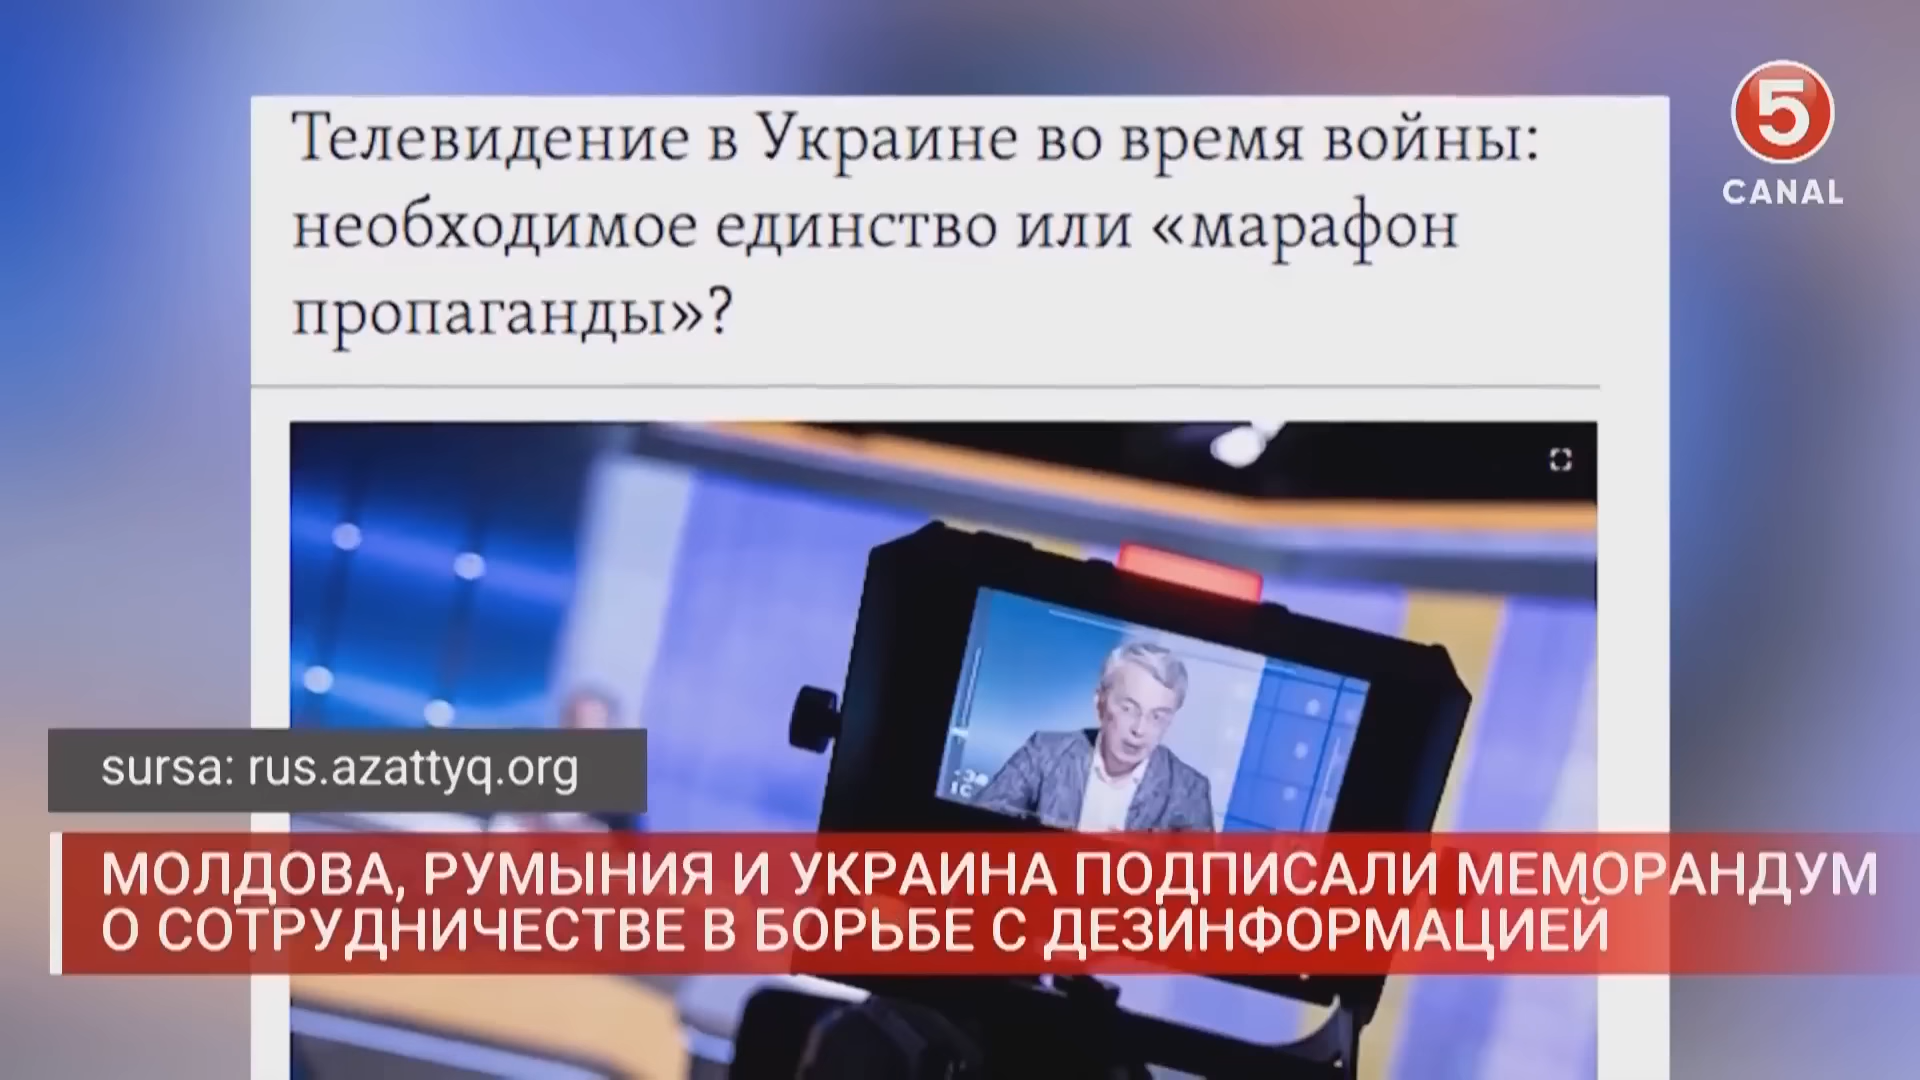 Телевидение в Украине во время войны:
необходимое единство или «марафон
пропаганды»?
5
CANAL
sursa: rus.azattyq.org
МОЛДОВА, РУМЫНИЯ И УКРАИНА ПОДПИСАЛИ МЕМОРАНДУМ
О СОТРУДНИЧЕСТВЕ В БОРЬБЕ С ДЕЗИНФОРМАЦИЕЙ